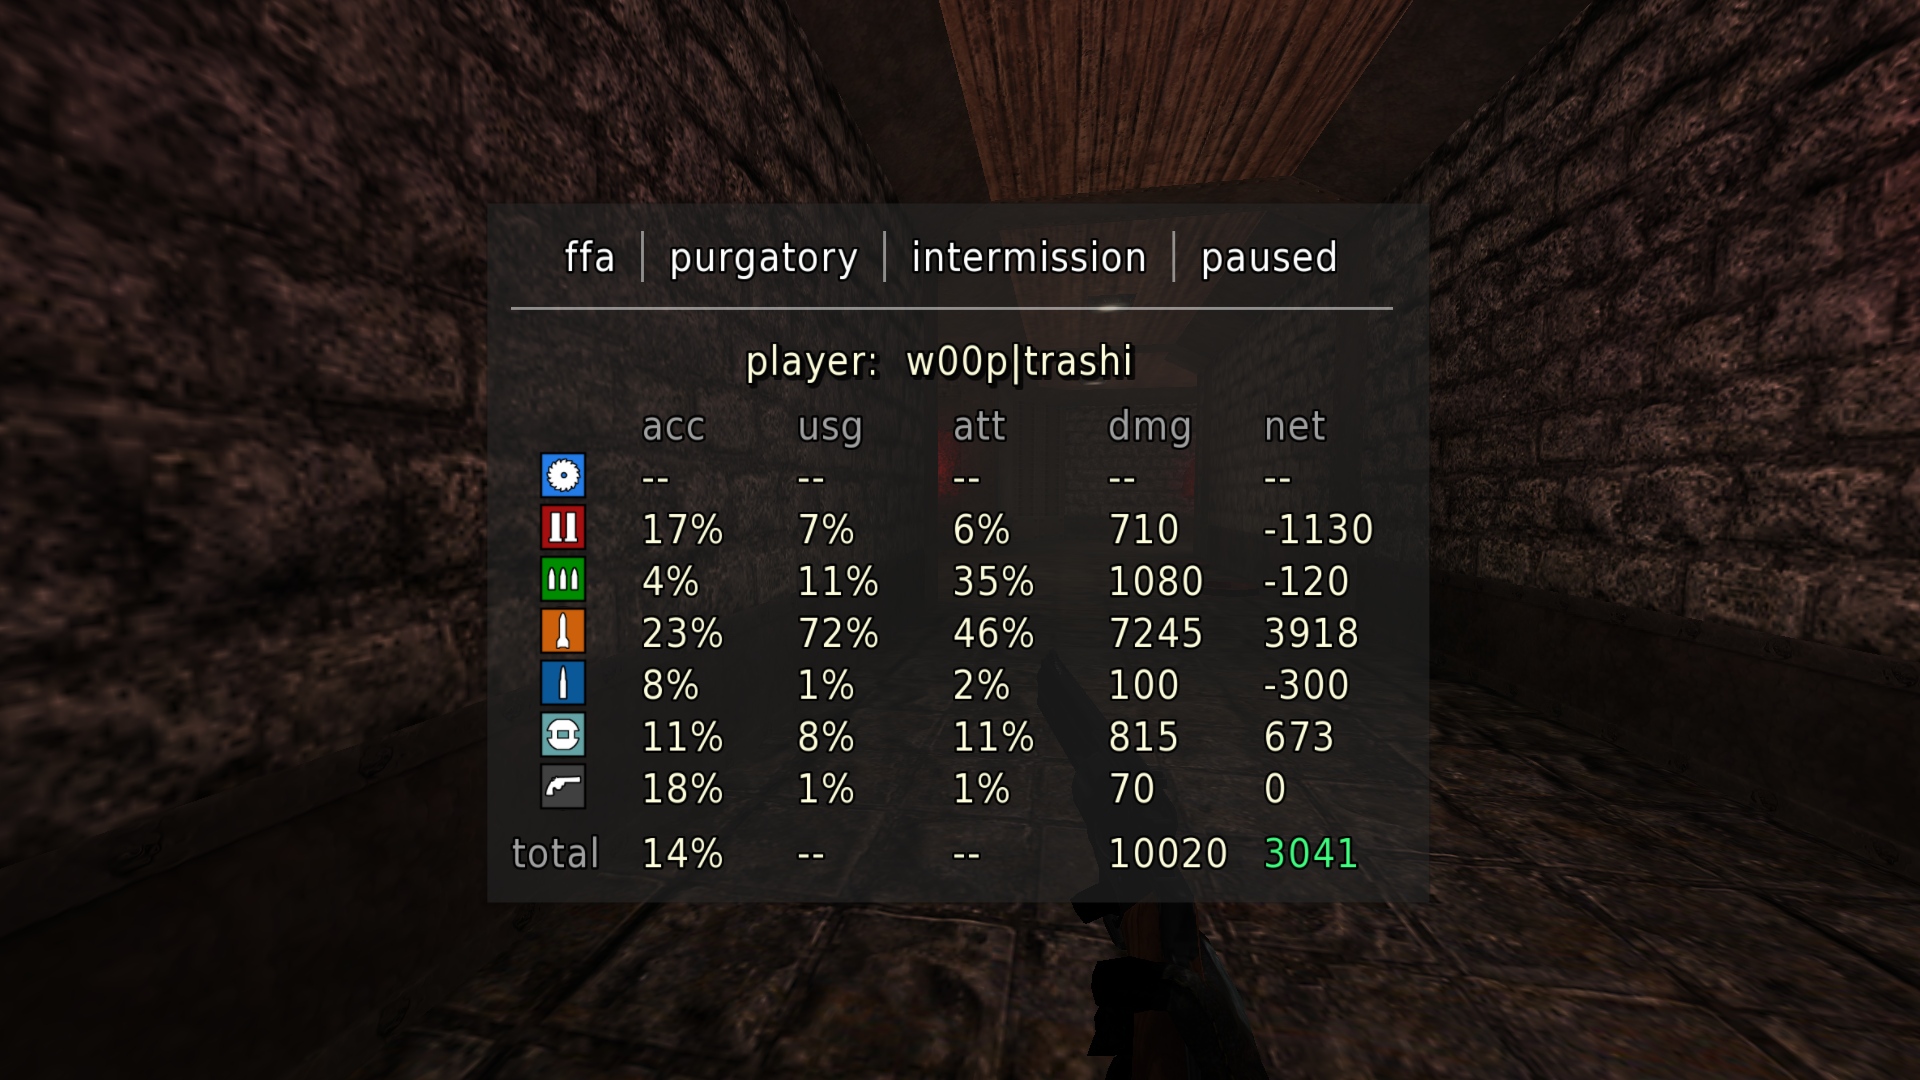 ffa | purgatory | intermission | paused
player: w00p|trashi
acc usg att dmg net
-- -- -- -- --
17% 7% 6% 710 -1130
4% 11% 35% 1080 -120
23% 72% 46% 7245 3918
8% 1% 2% 100 -300
11% 8% 11% 815 673
18% 1% 1% 70 0
total 14% -- -- 10020 3041